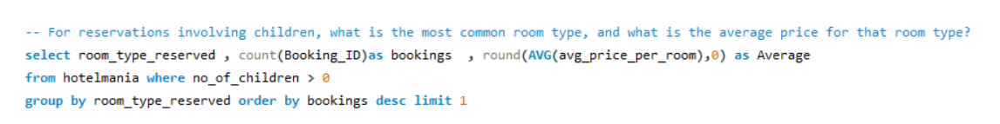 -- For reservations involving children, what is the most common room type, and what is the average price for that room type?
select room_type_reserved , count(Booking_ID)as bookings  , round(AVG(avg_price_per_room),0) as Average
from hotelmania where no_of_children > 0
group by room_type_reserved order by bookings desc limit 1